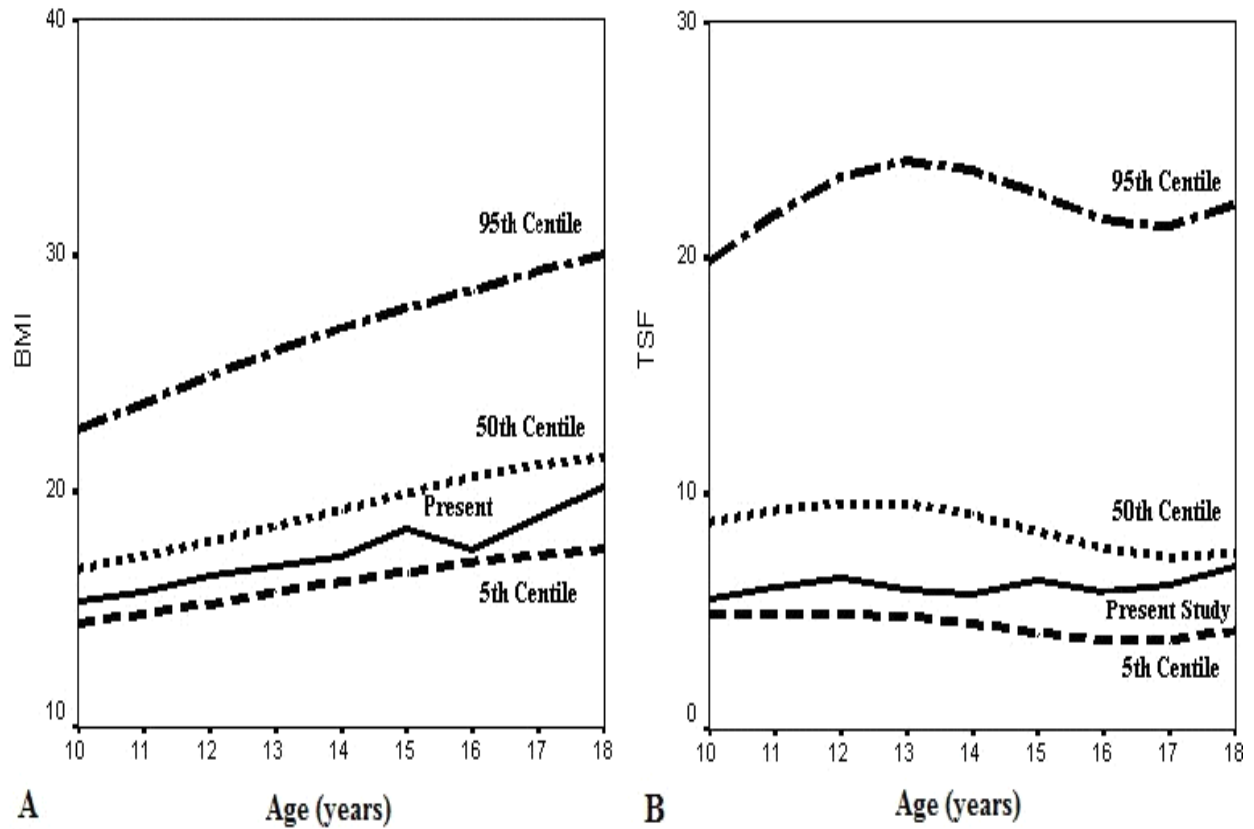 40
30
20
10
BMI
95th Centile
50th Centile
Present
5th Centile
10 11 12 13 14 15 16 17 18
A
Age (years)
30
20
10
0
TSF
95th Centile
50th Centile
Present Study
5th Centile
10 11 12 13 14 15 16 17 18
B
Age (years)